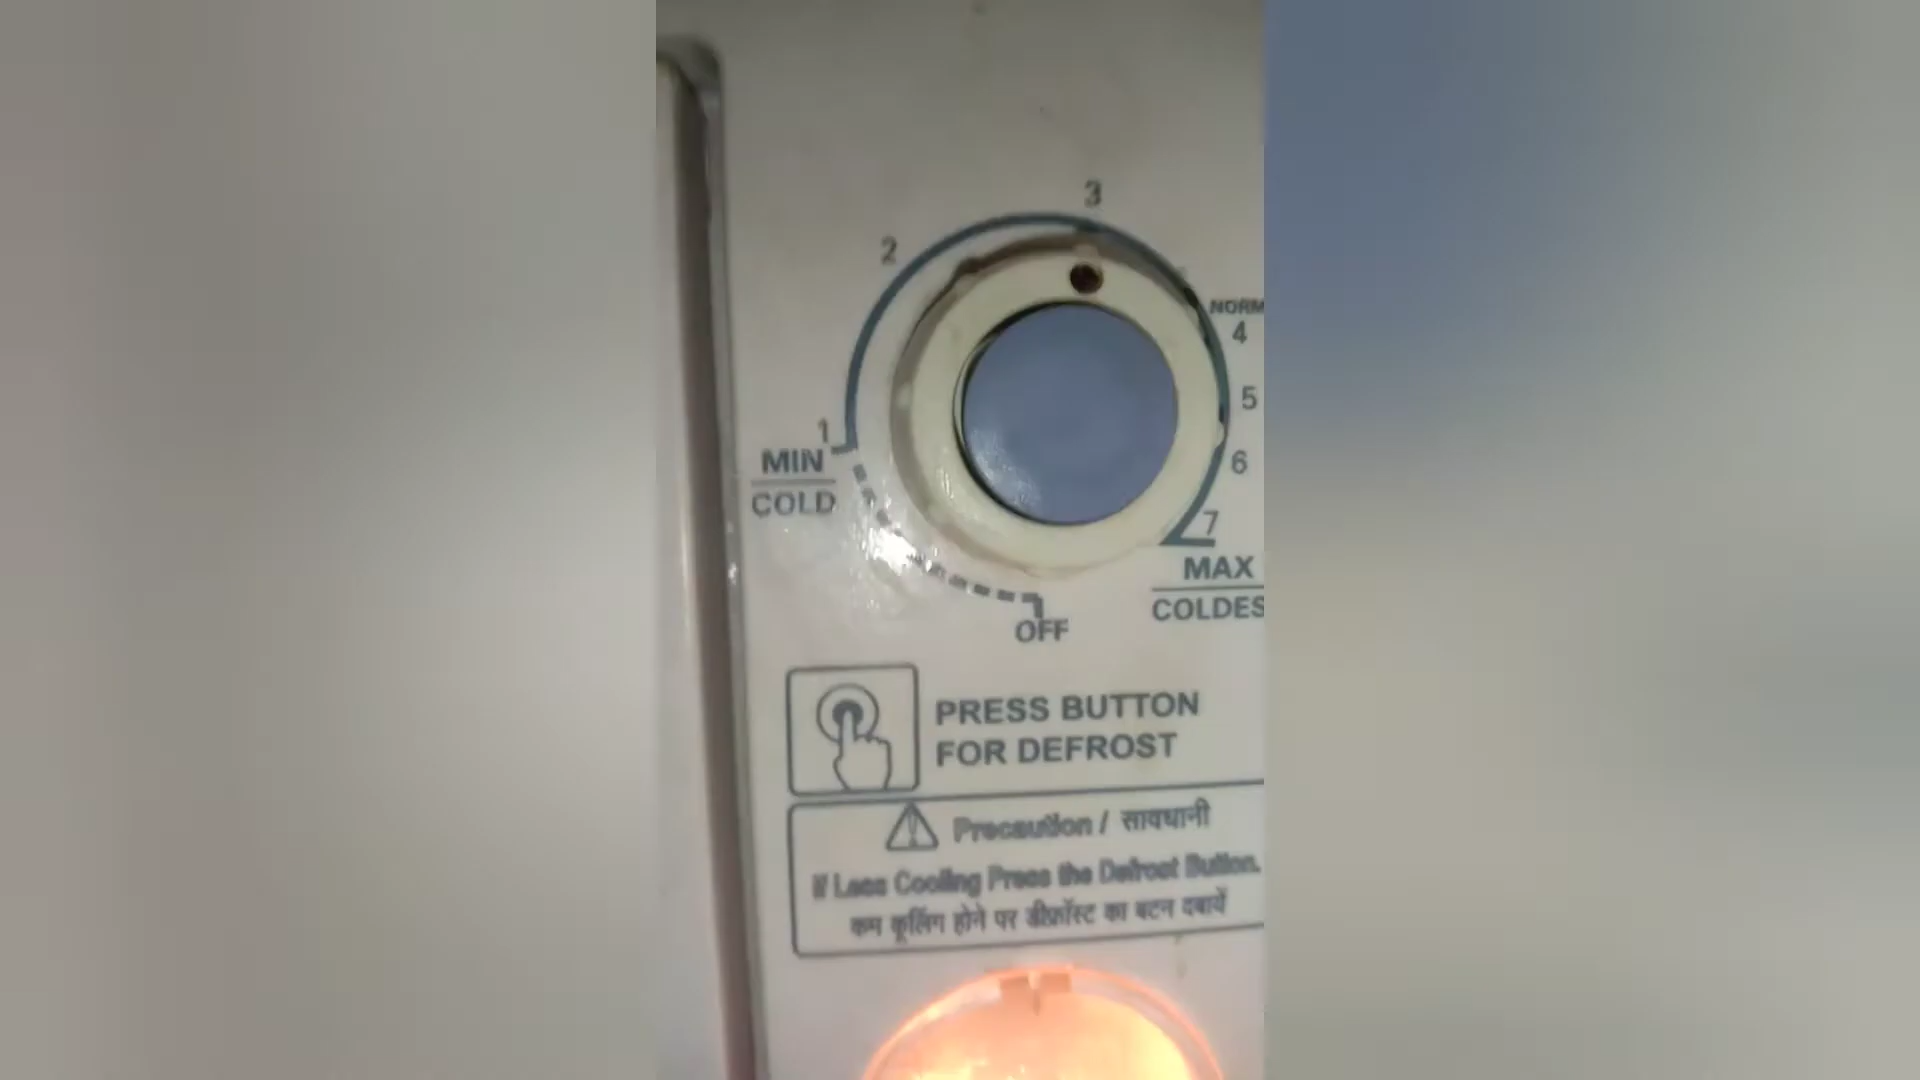 3
2
NORM
4
5
1
MIN
COLD
6
7
MAX
COLDES
OFF
PRESS BUTTON
FOR DEFROST
Precaution / सावधानी
If Less Cooling Press the Defrost Button.
कम कूलिंग होने पर डीफ्रॉस्ट का बटन दबायें